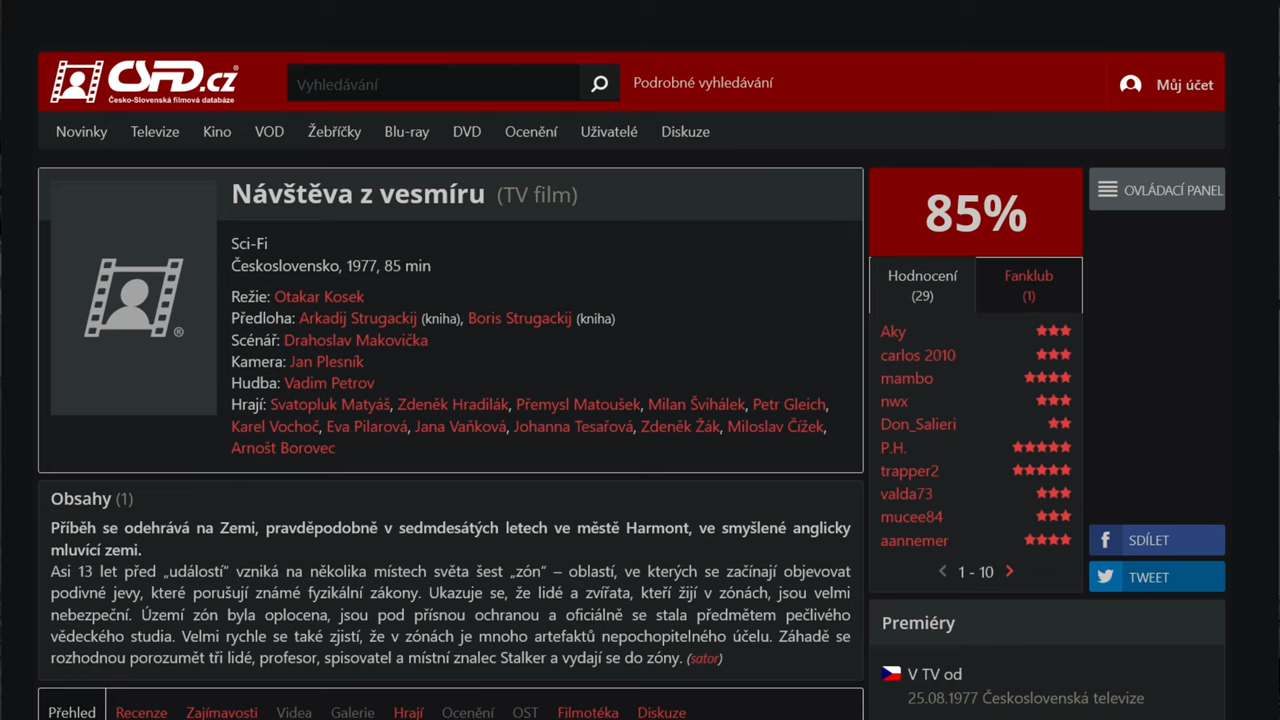 ČSFD.cz
Česko-Slovenská filmová databáze
Vyhledávání
Podrobné vyhledávání
Můj účet
Novinky Televize Kino VOD Žebříčky Blu-ray DVD Ocenění Uživatelé Diskuze
Návštěva z vesmíru (TV film)
Sci-Fi
Československo, 1977, 85 min
Režie: Otakar Kosek
Předloha: Arkadij Strugackij (kniha), Boris Strugackij (kniha)
Scénář: Drahoslav Makovička
Kamera: Jan Plesník
Hudba: Vadim Petrov
Hrají: Svatopluk Matyáš, Zdeněk Hradilák, Přemysl Matoušek, Milan Švihálek, Petr Gleich,
Karel Vochoč, Eva Pilarová, Jana Vaňková, Johanna Tesařová, Zdeněk Žák, Miloslav Čížek,
Arnošt Borovec
Obsahy (1)
Příběh se odehrává na Zemi, pravděpodobně v sedmdesátých letech ve městě Harmont, ve smyšlené anglicky
mluvící zemi.
Asi 13 let před „událostí“ vzniká na několika místech světa šest „zón“ – oblastí, ve kterých se začínají objevovat
podivné jevy, které porušují známé fyzikální zákony. Ukazuje se, že lidé a zvířata, kteří žijí v zónách, jsou velmi
nebezpeční. Území zón byla oplocena, jsou pod přísnou ochranou a oficiálně se stala předmětem pečlivého
vědeckého studia. Velmi rychle se také zjistí, že v zónách je mnoho artefaktů nepochopitelného účelu. Záhadě se
rozhodnou porozumět tři lidé, profesor, spisovatel a místní znalec Stalker a vydají se do zóny. (sator)
Přehled Recenze Zajímavosti Videa Galerie Hrají Ocenění OST Filmotéka Diskuze
85%
Hodnocení Fanklub
(29) (1)
Aky ★★★
carlos 2010 ★★★
mambo ★★★★
nwx ★★★
Don_Salieri ★★
P.H. ★★★★★
trapper2 ★★★★★
valda73 ★★★
mucee84 ★★★
aannemer ★★★★
1 - 10
Premiéry
V TV od
25.08.1977 Československá televize
OVLÁDACÍ PANEL
SDÍLET
TWEET